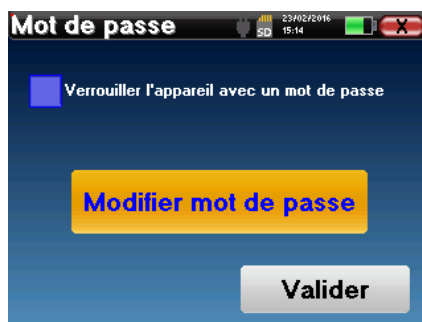 Mot de passe
SD
23/02/2016
15:14
X
Verrouiller l'appareil avec un mot de passe
Modifier mot de passe
Valider